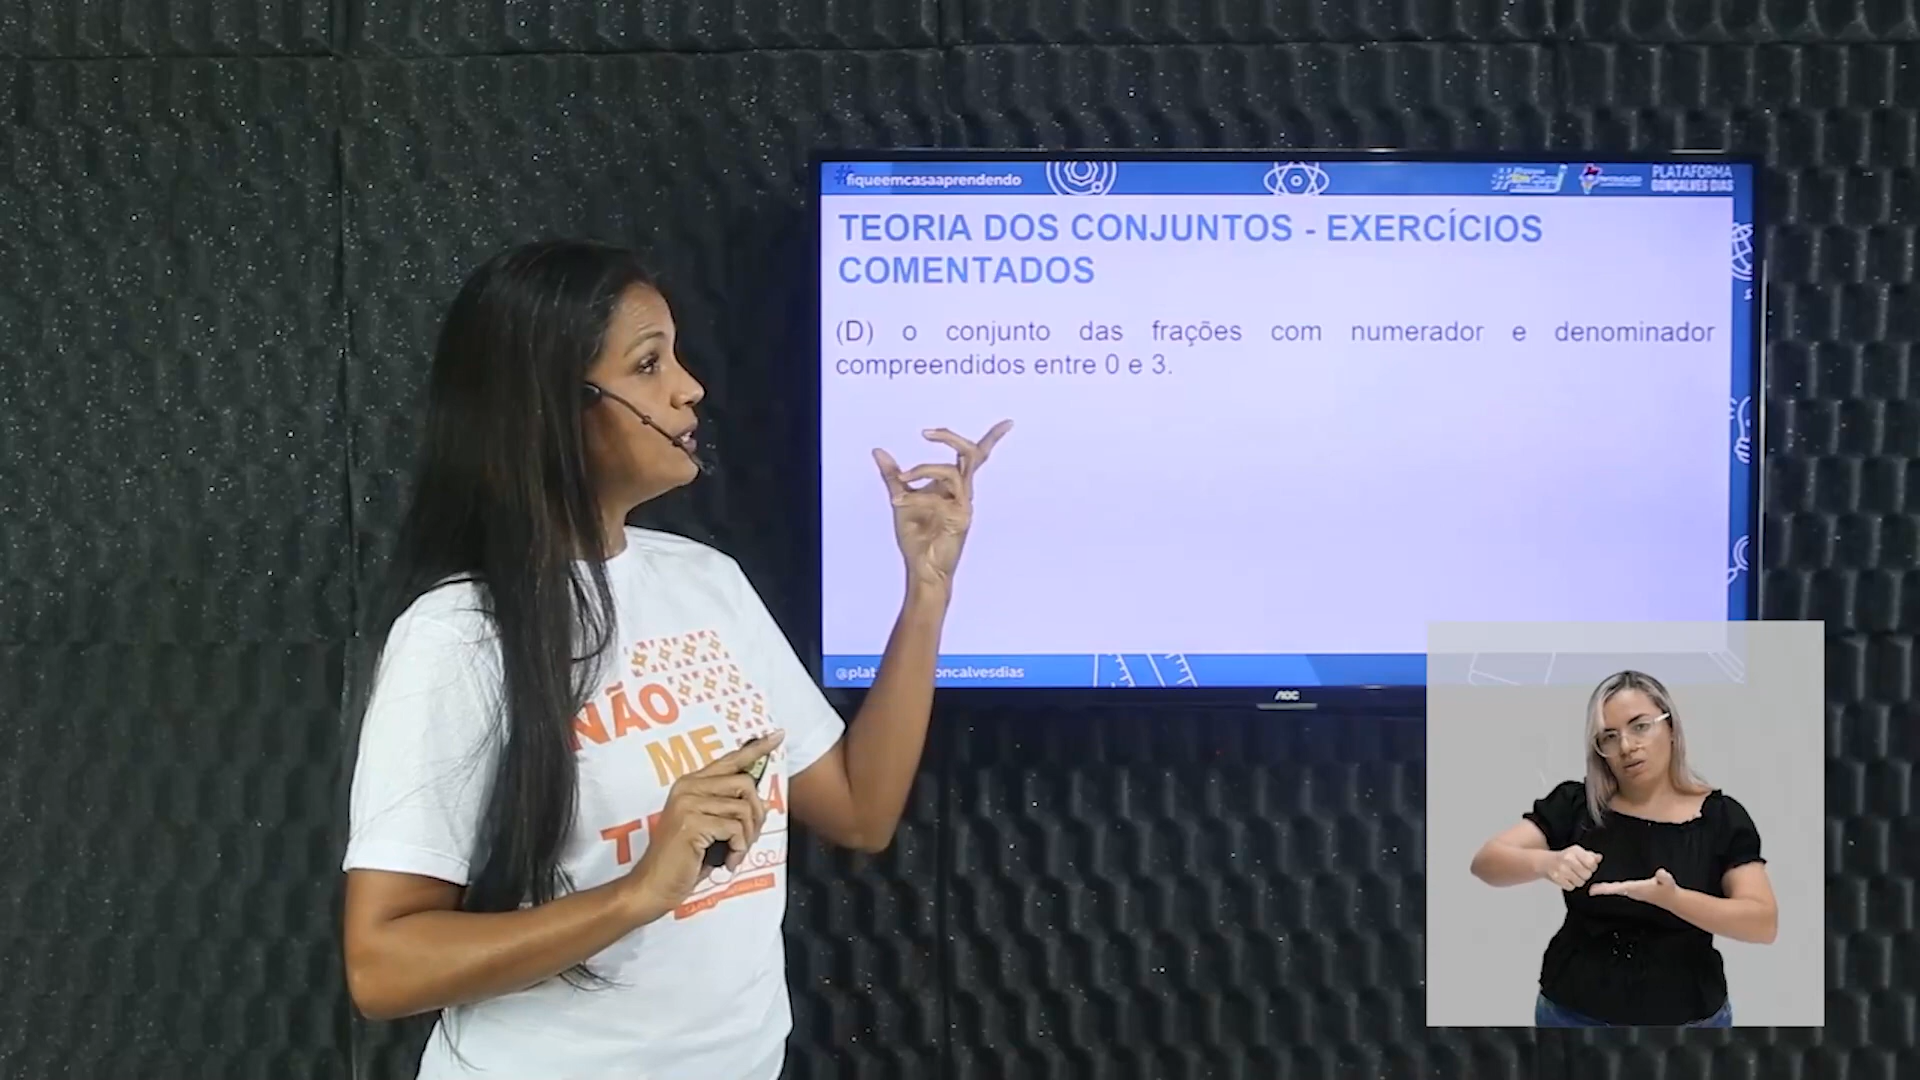 #fiqueemcasaaprendendo
PLATAFORMA
GONÇALVES DIAS
TEORIA DOS CONJUNTOS - EXERCÍCIOS
COMENTADOS
(D) o conjunto das frações com numerador e denominador
compreendidos entre 0 e 3.
oncalvesdias
AOC
NÃO
ME